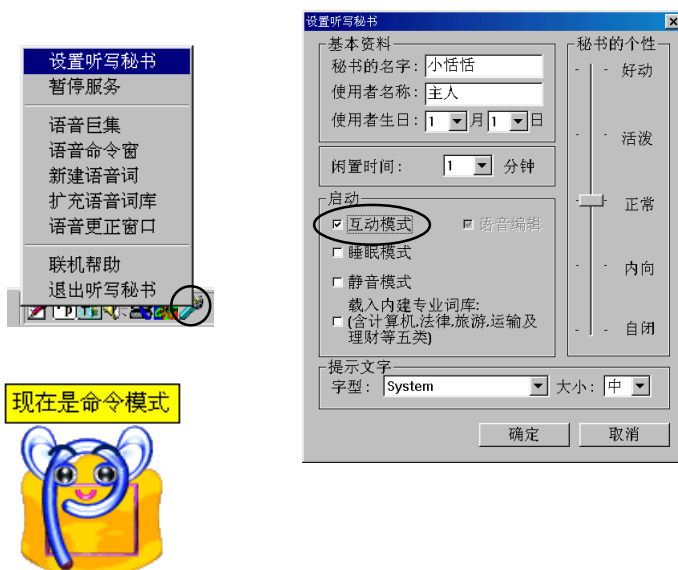 设置听写秘书
暂停服务
语音巨集
语音命令窗
新建语音词
扩充语音词库
语音更正窗口
联机帮助
退出听写秘书
现在是命令模式
设置听写秘书
基本资料
秘书的名字: 小恬恬
使用者名称: 主人
使用者生日: 1 月 1 日
闲置时间: 1 分钟
启动
互动模式 语音编辑
睡眠模式
静音模式
载入内建专业词库:
(含计算机,法律,旅游,运输及
理财等五类)
秘书的个性
好动
活泼
正常
内向
自闭
提示文字
字型: System 大小: 中
确定 取消